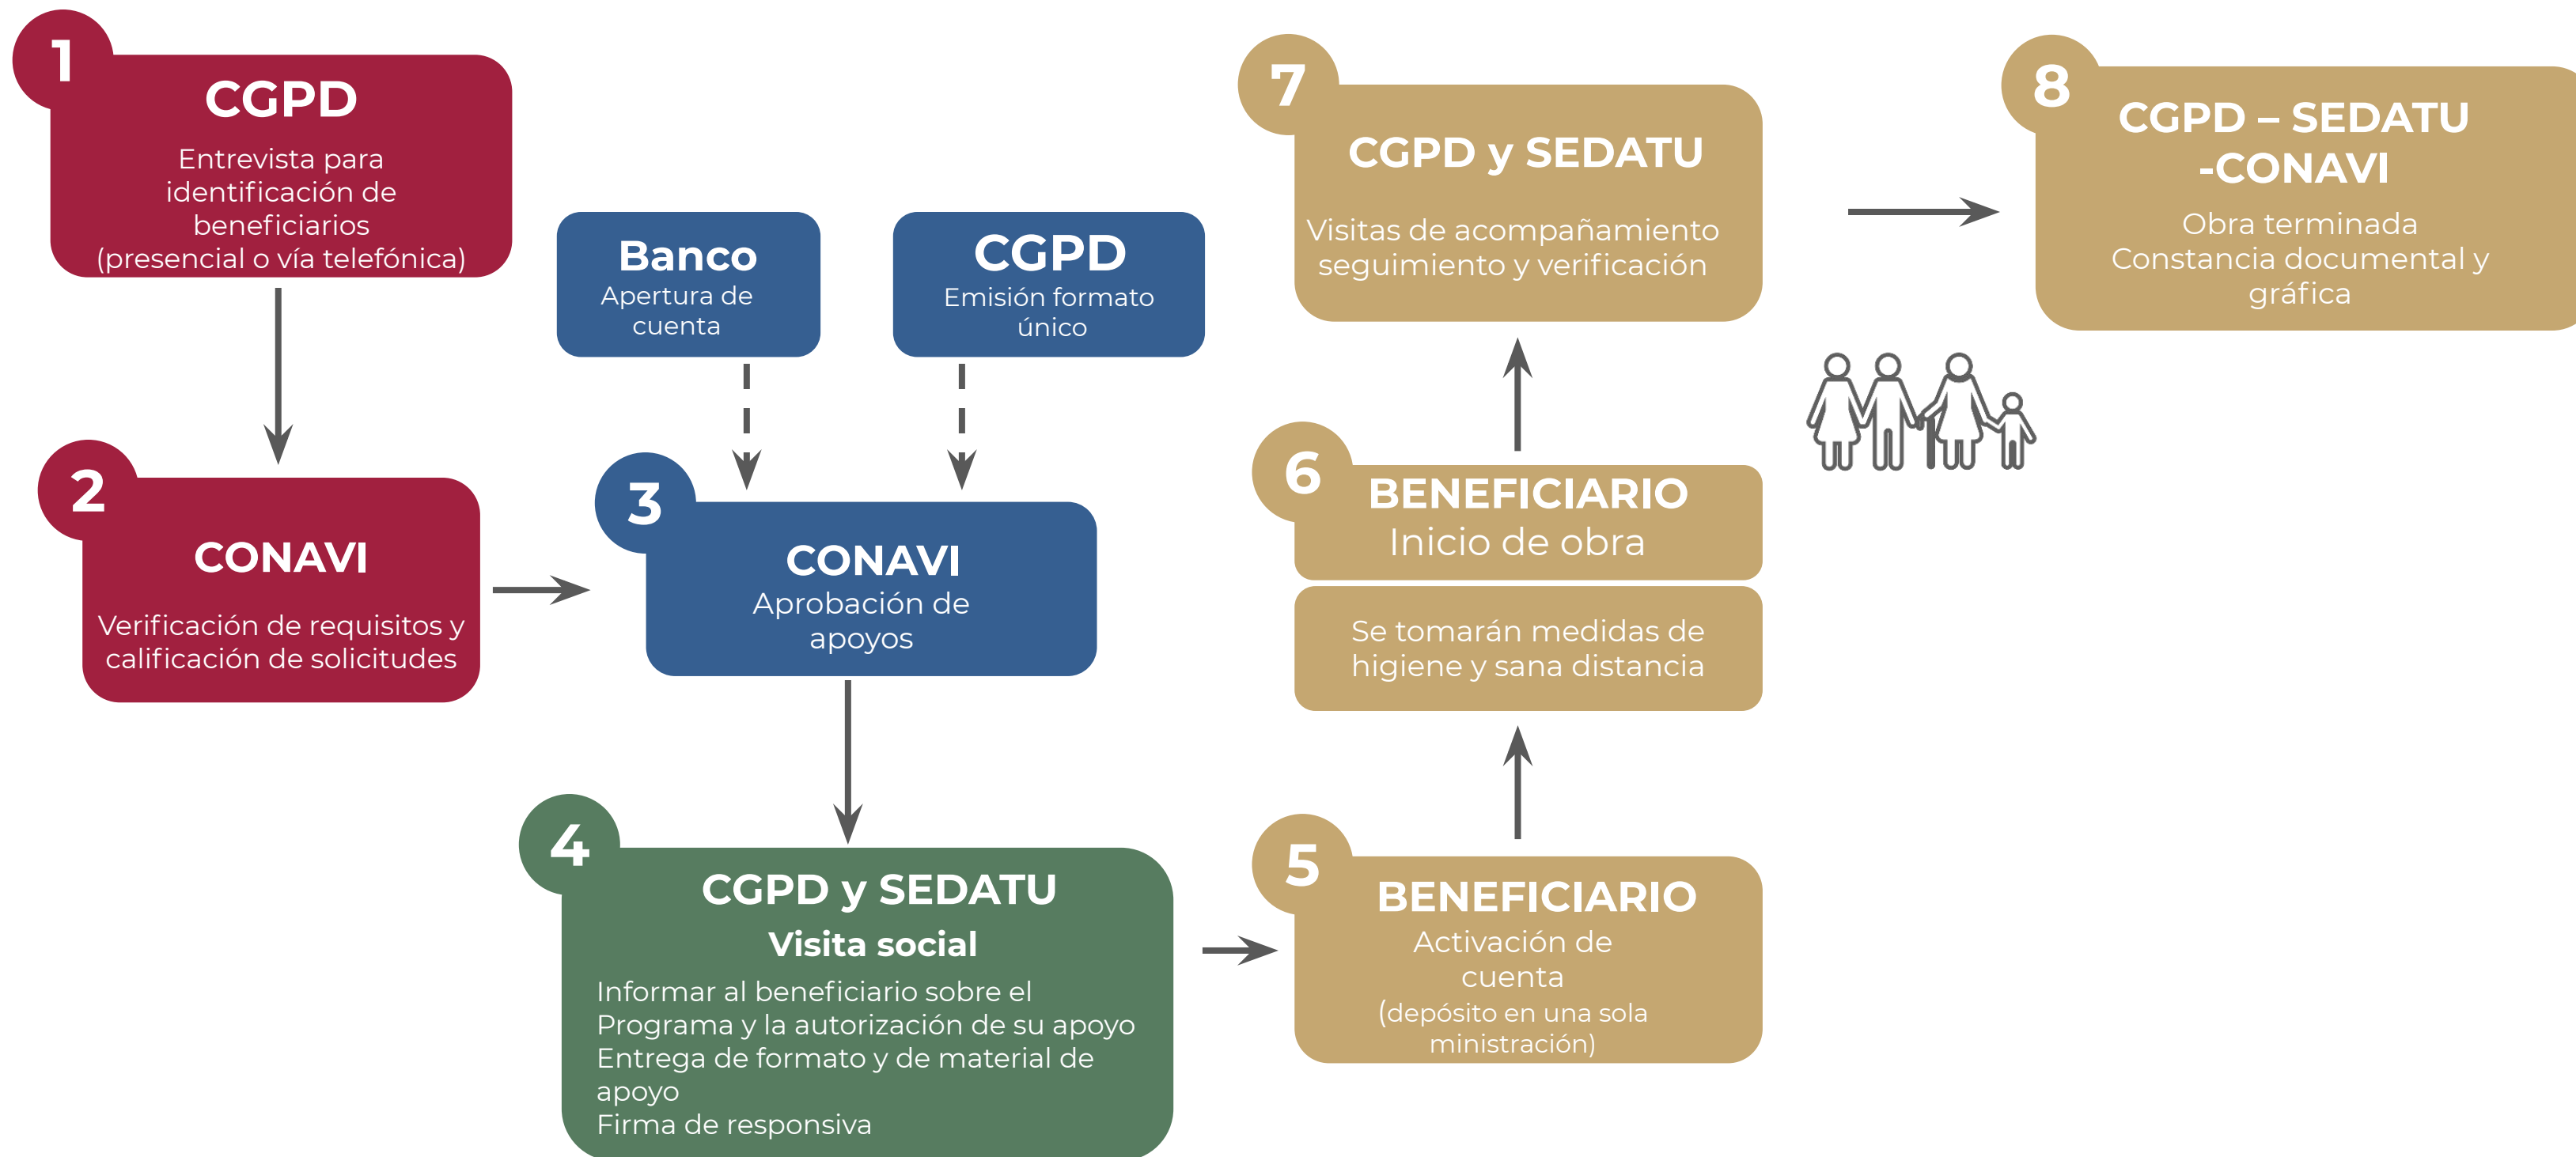 1
CGPD
Entrevista para
identificación de
beneficiarios
(presencial o vía telefónica)
2
CONAVI
Verificación de requisitos y
calificación de solicitudes
Banco
Apertura de
cuenta
CGPD
Emisión formato
único
3
CONAVI
Aprobación de
apoyos
4
CGPD y SEDATU
Visita social
Informar al beneficiario sobre el
Programa y la autorización de su apoyo
Entrega de formato y de material de
apoyo
Firma de responsiva
5
BENEFICIARIO
Activación de
cuenta
(depósito en una sola
ministración)
6
BENEFICIARIO
Inicio de obra
Se tomarán medidas de
higiene y sana distancia
7
CGPD y SEDATU
Visitas de acompañamiento
seguimiento y verificación
8
CGPD – SEDATU
-CONAVI
Obra terminada
Constancia documental y
gráfica